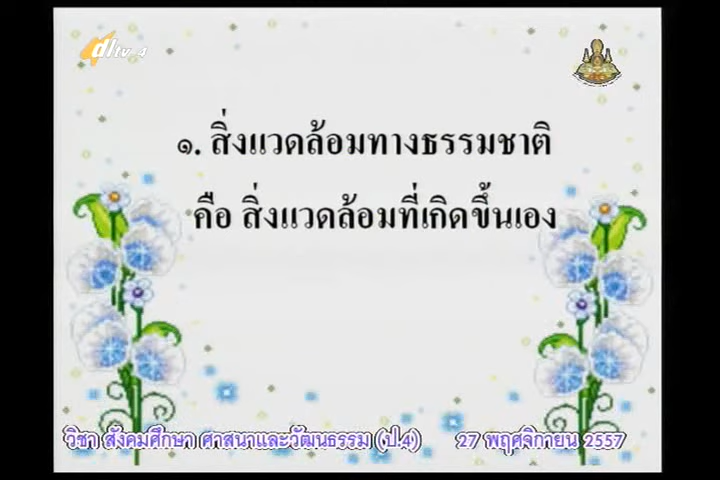 dltv 4
๑. สิ่งแวดล้อมทางธรรมชาติ
คือ สิ่งแวดล้อมที่เกิดขึ้นเอง
วิชา สังคมศึกษา ศาสนาและวัฒนธรรม (ป.4) 27 พฤศจิกายน 2557